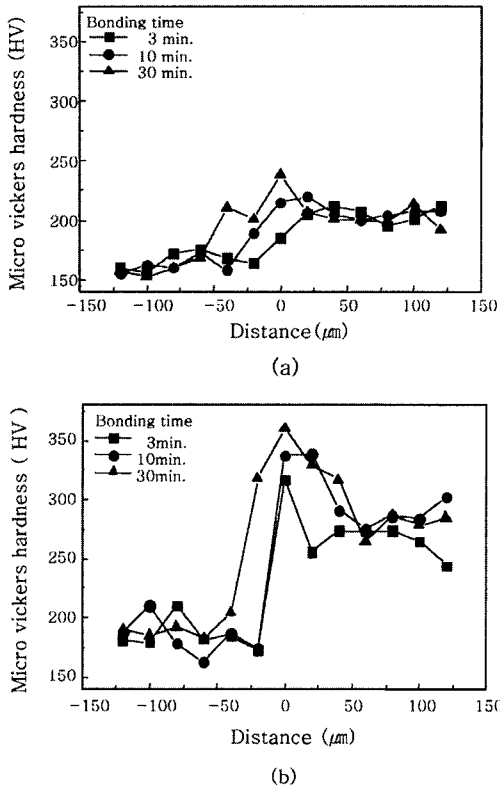 Micro vickers hardness (HV)
Bonding time
3 min.
10 min.
30 min.
350
300
250
200
150
−150
−100
−50
0
50
100
150
Distance(μm)
(a)
Micro vickers hardness ( HV )
Bonding time
3min.
10min.
30min.
350
300
250
200
150
−150
−100
−50
0
50
100
Distance (μm)
(b)